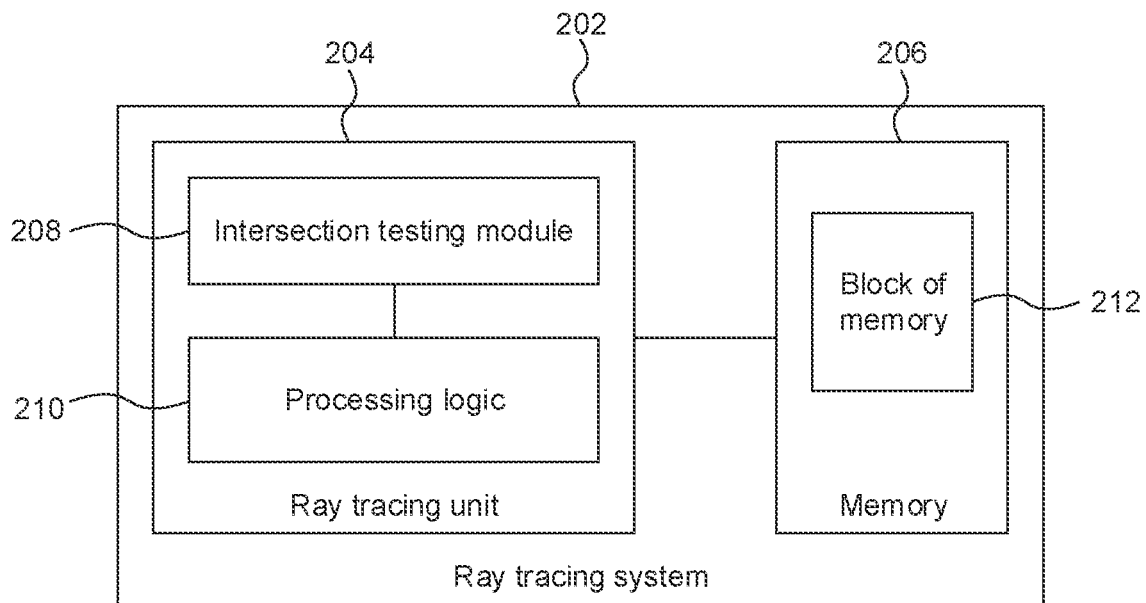 202
204
206
208
Intersection testing module
Block of
memory
212
210
Processing logic
Ray tracing unit
Memory
Ray tracing system